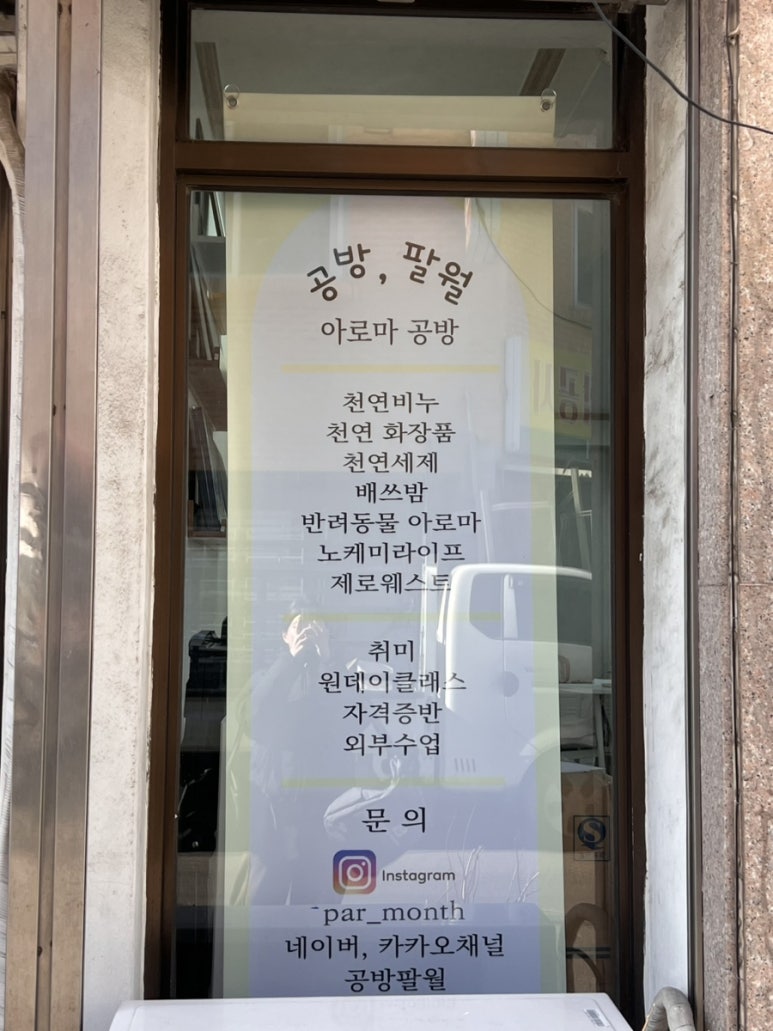 공방, 팔월
아로마 공방
천연비누
천연 화장품
천연세제
배쓰밤
반려동물 아로마
노케미라이프
제로웨스트
취미
원데이클래스
자격증반
외부수업
문 의
Instagram
par_month
네이버, 카카오채널
공방팔월